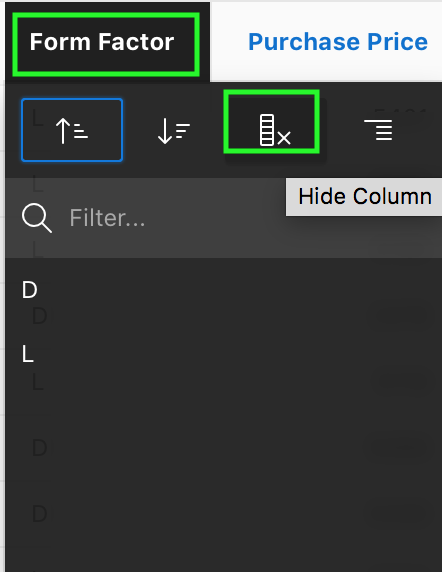 Form Factor
Purchase Price
Hide Column
Filter...
D
L
L
L
L
D
L
D
D